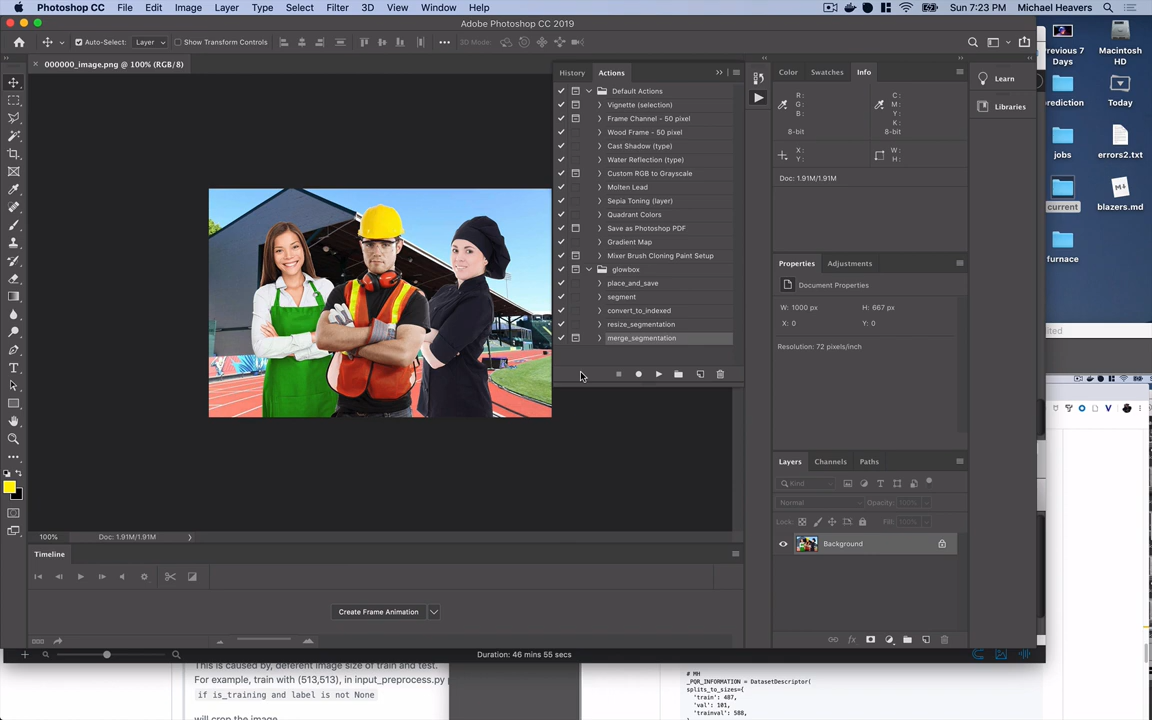 Photoshop CC File Edit Image Layer Type Select Filter 3D View Window Help Sun 7:23 PM Michael Heavers
Adobe Photoshop CC 2019
Auto-Select: Layer Show Transform Controls 3D Mode:
× 000000_image.png @ 100% (RGB/8)
History Actions
Default Actions
Vignette (selection)
Frame Channel - 50 pixel
Wood Frame - 50 pixel
Cast Shadow (type)
Water Reflection (type)
Custom RGB to Grayscale
Molten Lead
Sepia Toning (layer)
Quadrant Colors
Save as Photoshop PDF
Gradient Map
Mixer Brush Cloning Paint Setup
glowbox
place_and_save
segment
convert_to_indexed
resize_segmentation
merge_segmentation
Color Swatches Info
R: C:
G: M:
B: Y:
K:
8-bit 8-bit
X: W:
Y: H:
Doc: 1.91M/1.91M
Properties Adjustments
Document Properties
W: 1000 px H: 667 px
X: 0 Y: 0
Resolution: 72 pixels/inch
Layers Channels Paths
Kind
Normal Opacity: 100%
Lock: Fill: 100%
Background
Learn
Libraries
revious 7
Days
Macintosh
HD
rediction
Today
jobs
errors2.txt
current
blazers.md
furnace
ited
100% Doc: 1.91M/1.91M
Timeline
Create Frame Animation
Duration: 46 mins 55 secs
This is caused by, deferent image size of train and test.
For example, train with (513,513), in input_preprocess.py
if is_training and label is not None
will crop the image
# MH
_PQR_INFORMATION = DatasetDescriptor(
splits_to_sizes={
'train': 487,
'val': 101,
'trainval': 588,